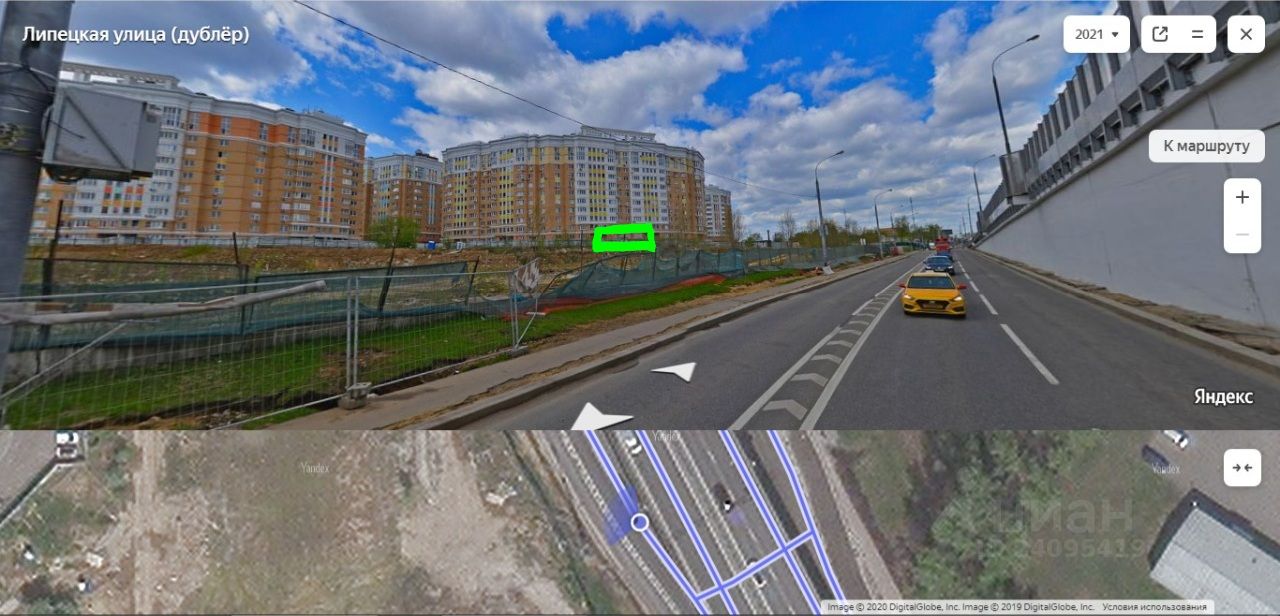 Липецкая улица (дублёр)
2021
К маршруту
Яндекс
Yandex
Yandex
Yandex
циан
Image © 2020 DigitalGlobe, Inc. Image © 2019 DigitalGlobe, Inc. Условия использования